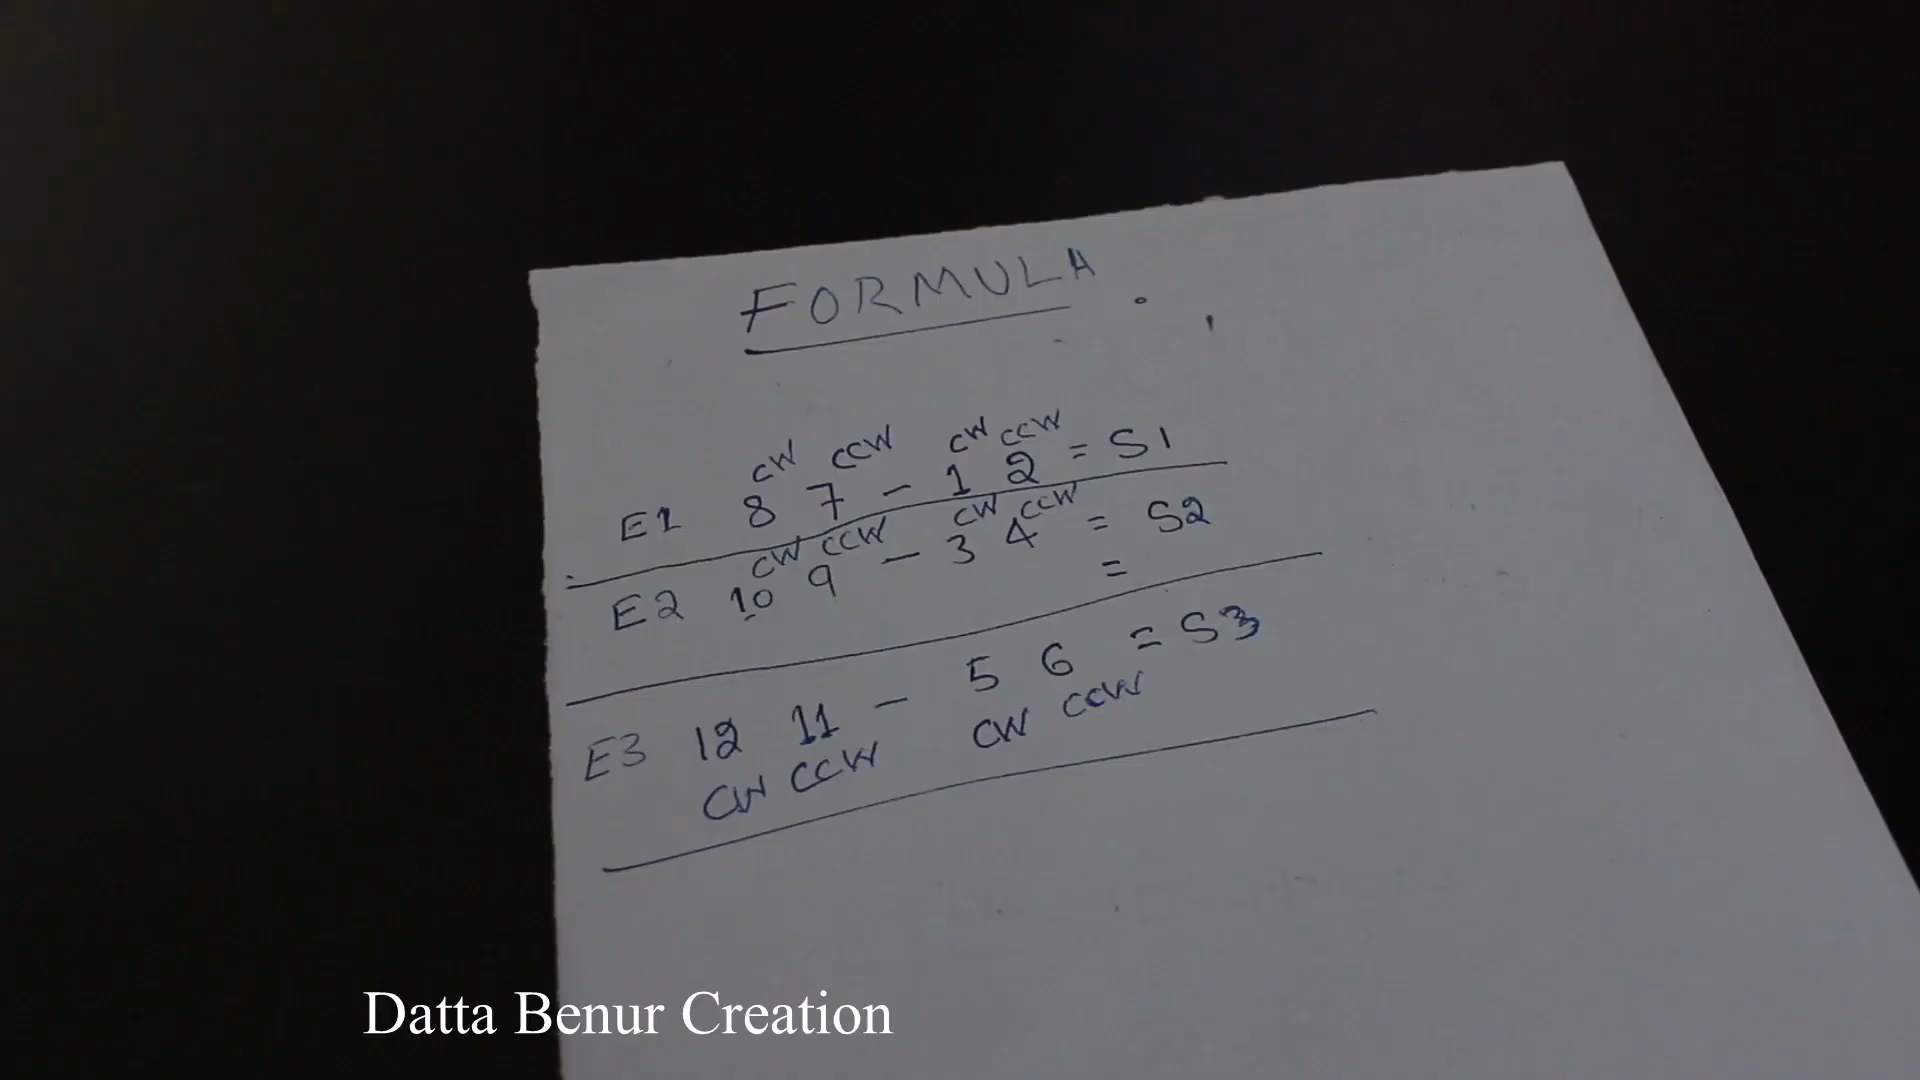 FORMULA
CW CCW CW CCW
E1 8 7 - 1 2 = S1
CW CCW CW CCW
E2 10 9 - 3 4 = S2
=
E3 12 11 - 5 6 = S3
CW CCW CW CCW
Datta Benur Creation